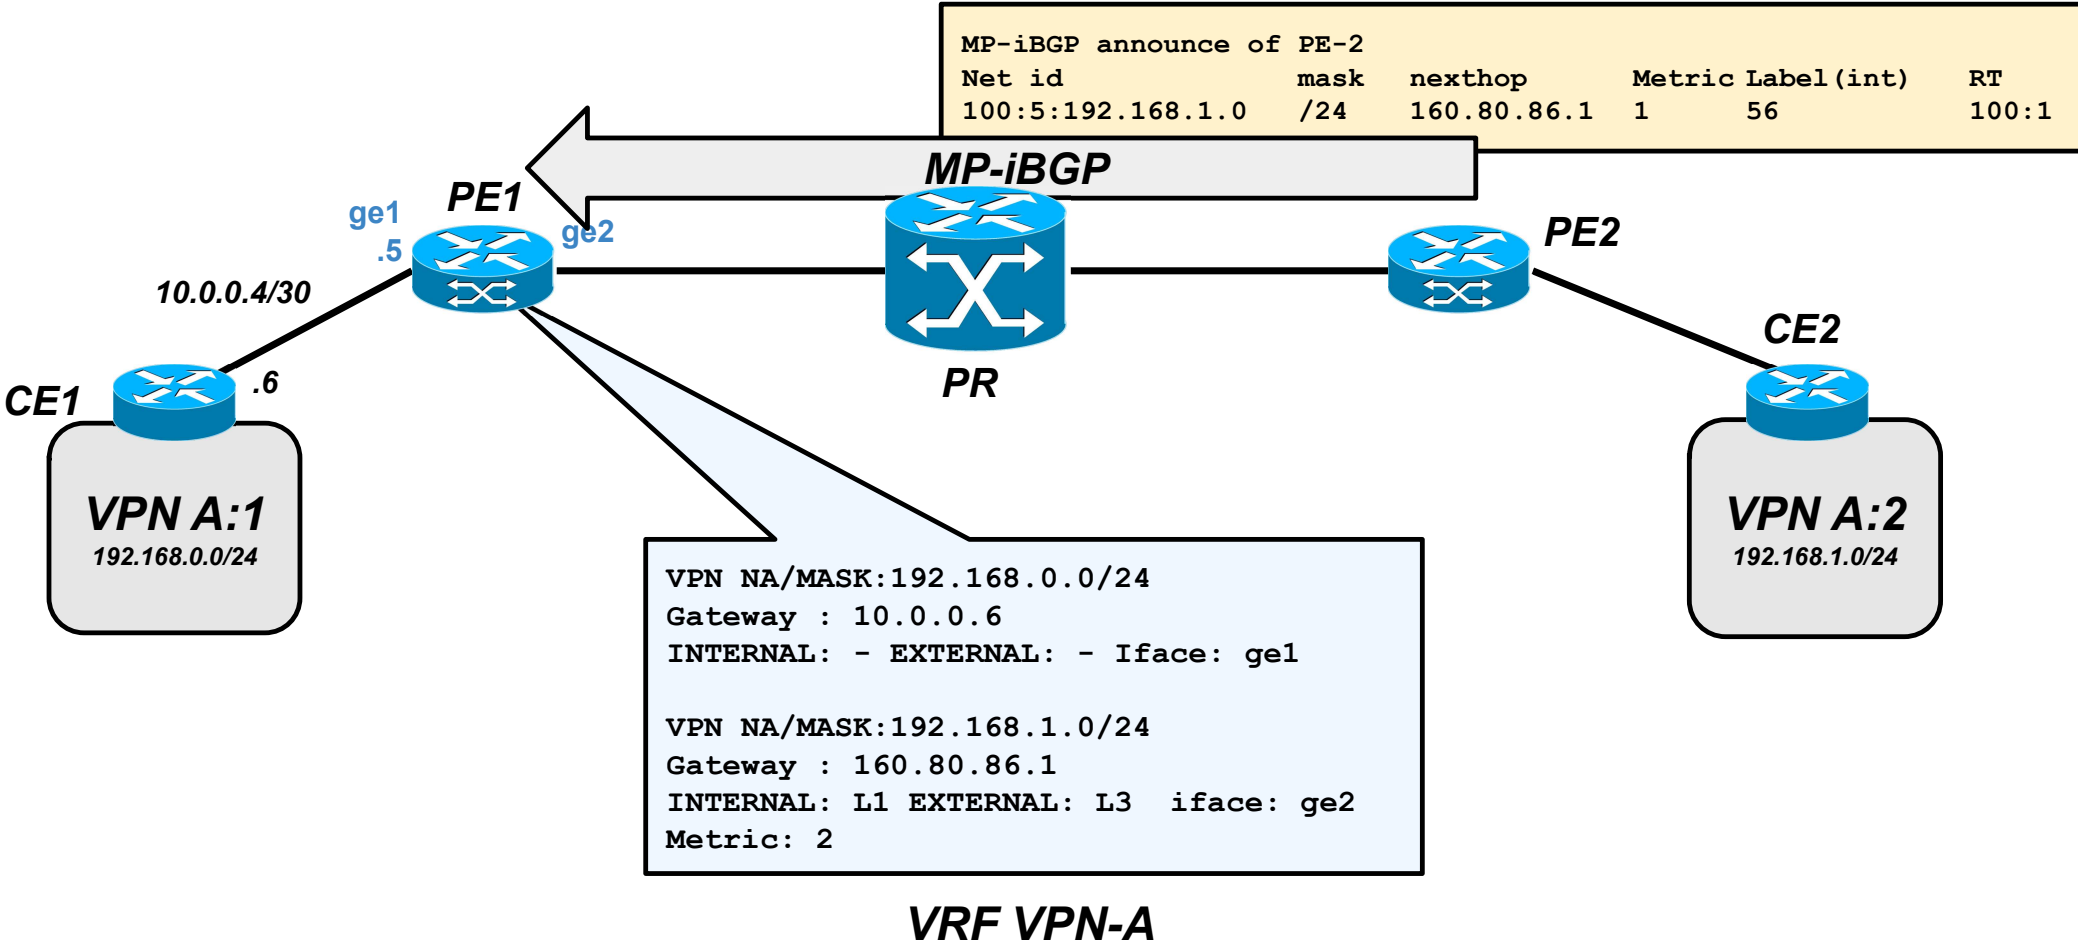 MP-iBGP announce of PE-2
Net id mask nexthop Metric Label(int) RT
100:5:192.168.1.0 /24 160.80.86.1 1 56 100:1
MP-iBGP
PE1
ge1
.5
ge2
PE2
10.0.0.4/30
CE2
.6
CE1
PR
VPN A:1
192.168.0.0/24
VPN A:2
192.168.1.0/24
VPN NA/MASK:192.168.0.0/24
Gateway : 10.0.0.6
INTERNAL: - EXTERNAL: - Iface: ge1
VPN NA/MASK:192.168.1.0/24
Gateway : 160.80.86.1
INTERNAL: L1 EXTERNAL: L3 iface: ge2
Metric: 2
VRF VPN-A